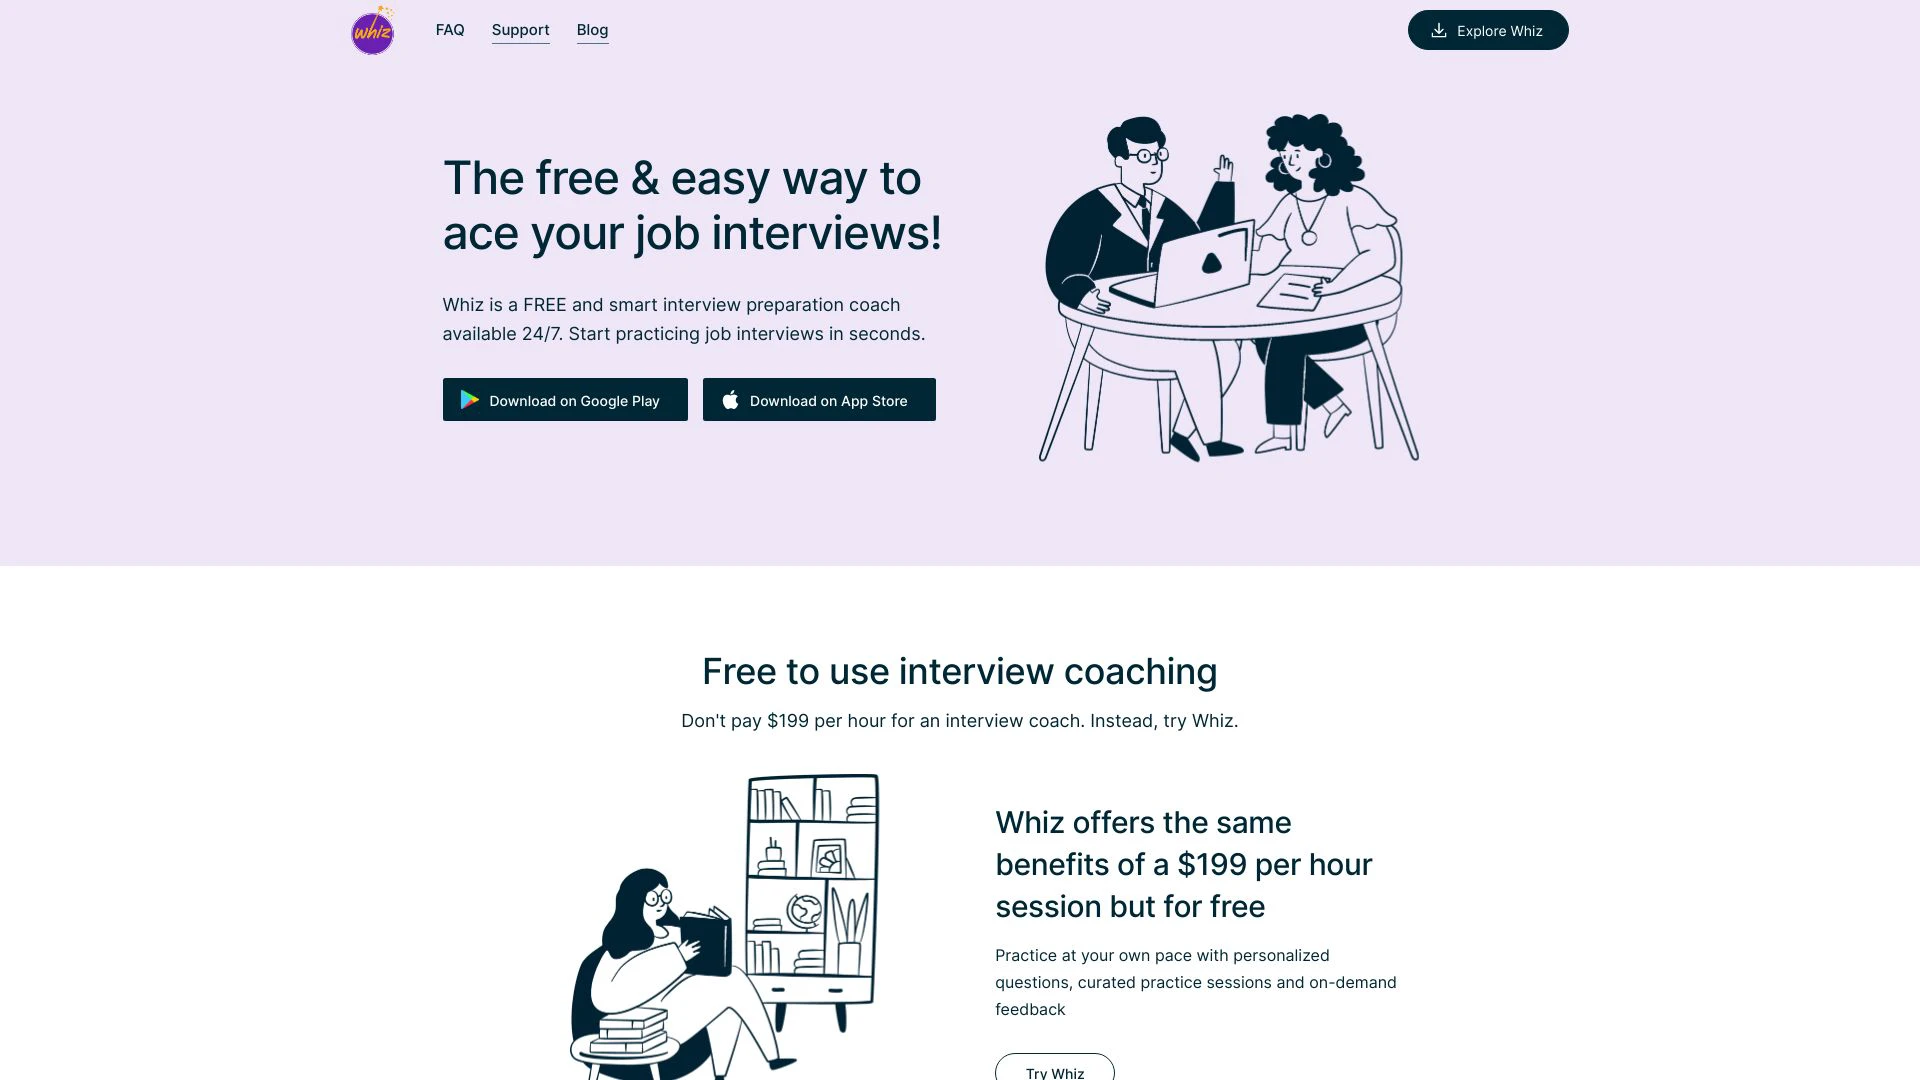 whiz
FAQ
Support
Blog
Explore Whiz
The free & easy way to
ace your job interviews!
Whiz is a FREE and smart interview preparation coach
available 24/7. Start practicing job interviews in seconds.
Download on Google Play
Download on App Store
Free to use interview coaching
Don't pay $199 per hour for an interview coach. Instead, try Whiz.
Whiz offers the same
benefits of a $199 per hour
session but for free
Practice at your own pace with personalized
questions, curated practice sessions and on-demand
feedback
Try Whiz